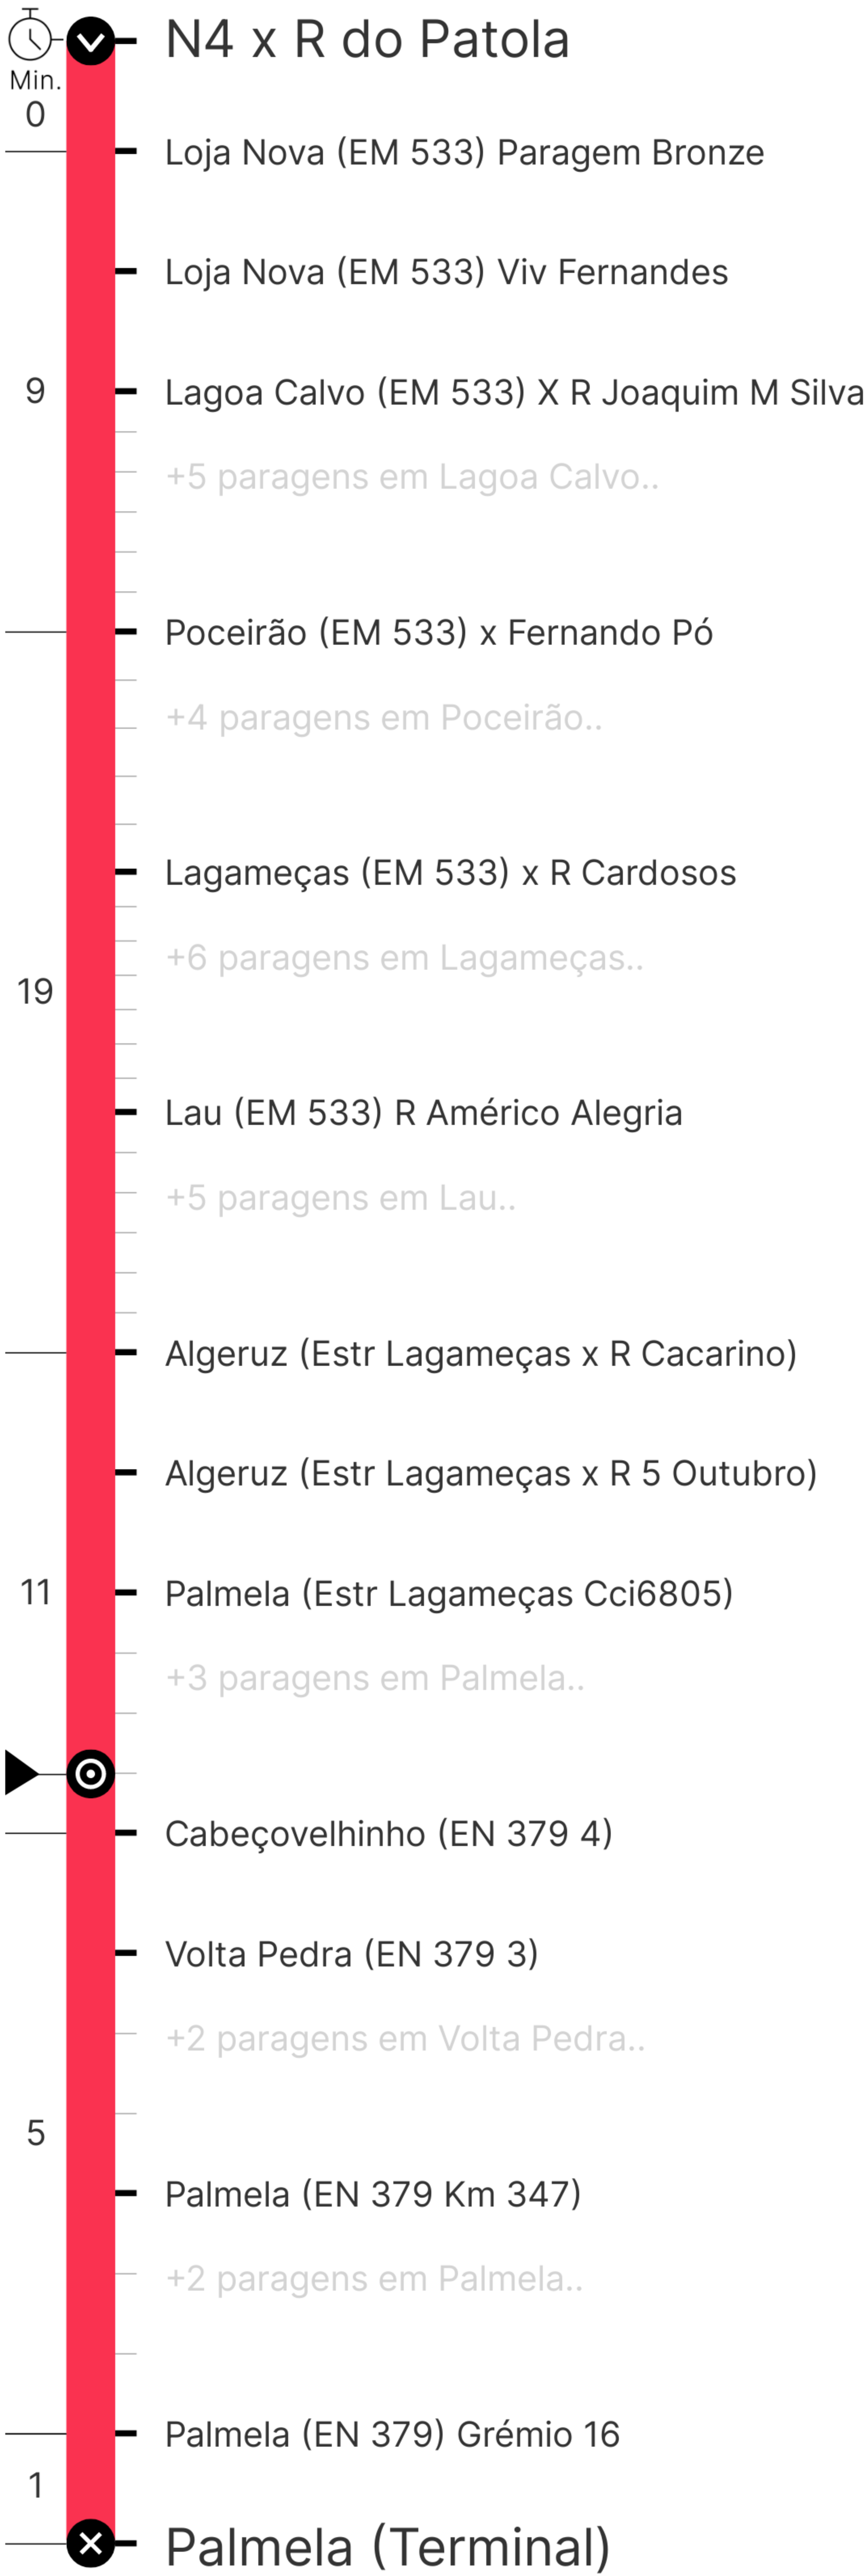 N4 x R do Patola
Min.
0
Loja Nova (EM 533) Paragem Bronze
Loja Nova (EM 533) Viv Fernandes
9
Lagoa Calvo (EM 533) X R Joaquim M Silva
+5 paragens em Lagoa Calvo..
Poceirão (EM 533) x Fernando Pó
+4 paragens em Poceirão..
Lagameças (EM 533) x R Cardosos
+6 paragens em Lagameças..
19
Lau (EM 533) R Américo Alegria
+5 paragens em Lau..
Algeruz (Estr Lagameças x R Cacarino)
Algeruz (Estr Lagameças x R 5 Outubro)
11
Palmela (Estr Lagameças Cci6805)
+3 paragens em Palmela..
Cabeçovelhinho (EN 379 4)
Volta Pedra (EN 379 3)
+2 paragens em Volta Pedra..
5
Palmela (EN 379 Km 347)
+2 paragens em Palmela..
Palmela (EN 379) Grémio 16
1
Palmela (Terminal)